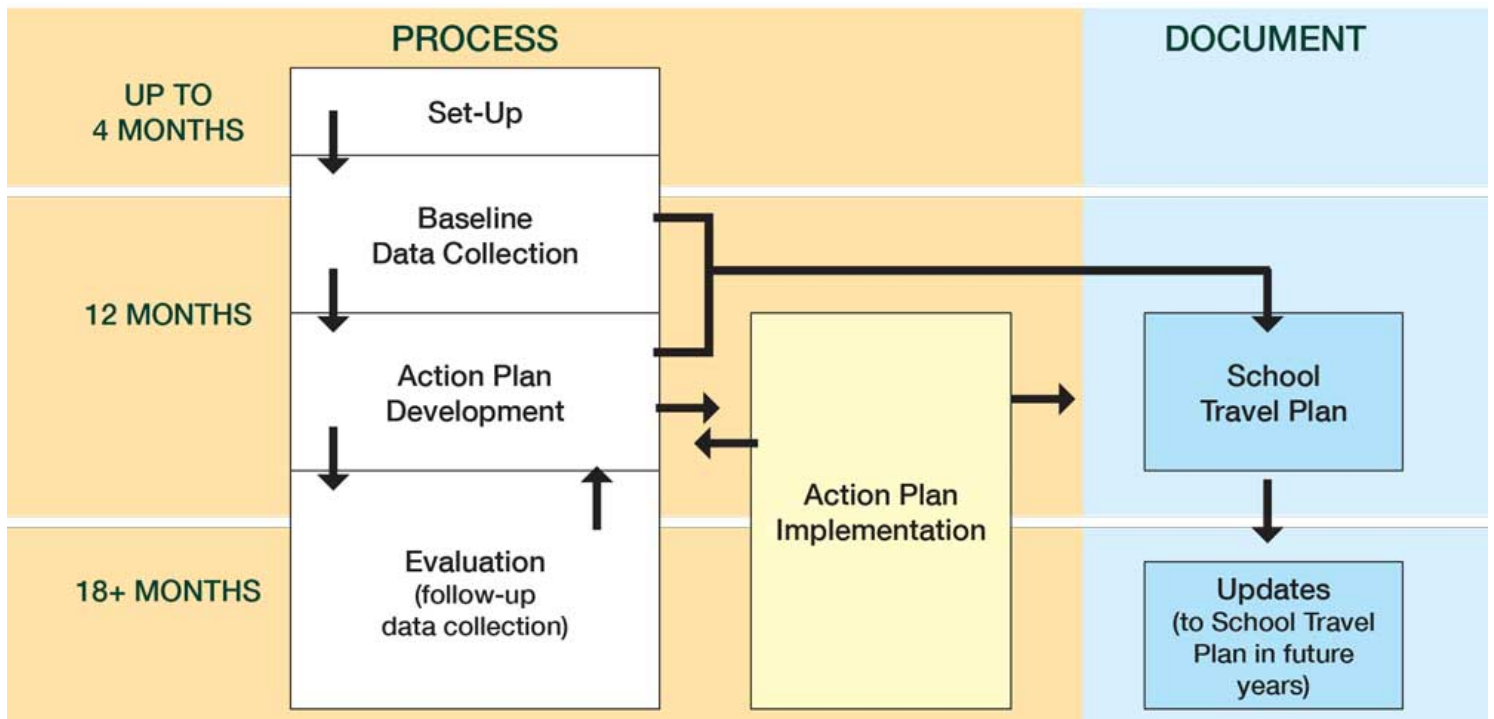 PROCESS
DOCUMENT
UP TO
4 MONTHS
Set-Up
Baseline
Data Collection
12 MONTHS
Action Plan
Development
School
Travel Plan
Action Plan
Implementation
18+ MONTHS
Evaluation
(follow-up
data collection)
Updates
(to School Travel
Plan in future
years)